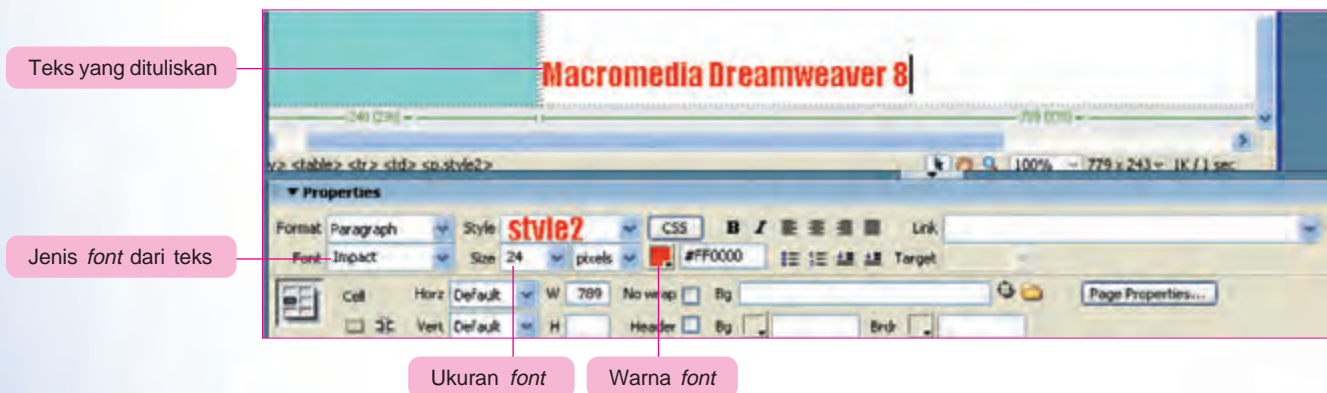 Teks yang dituliskan
Macromedia Dreamweaver 8
<table> <tr> <td> <p.style2>
100% 779 x 243 1K / 1 sec
Properties
Format Paragraph Style style2 CSS B I Link
Jenis font dari teks
Font Impact Size 24 pixels #FF0000 Target
Cell Horz Default W 789 No wrap Bg Page Properties...
Vert Default H Header Bg Brdr
Ukuran font Warna font